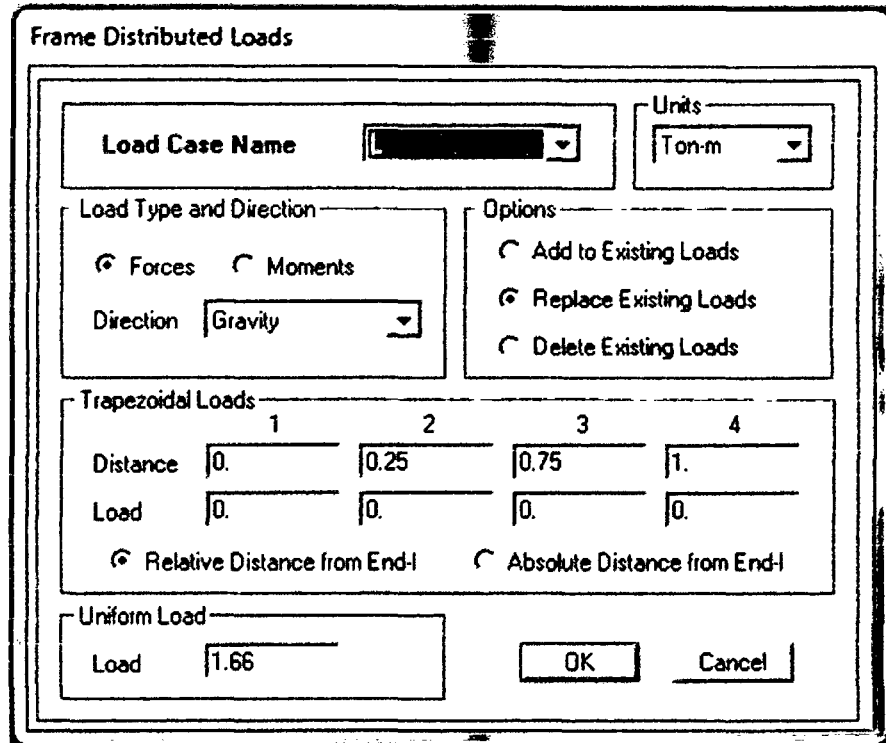 Frame Distributed Loads
Load Case Name
Units
Ton-m
Load Type and Direction
Forces Moments
Direction Gravity
Options
Add to Existing Loads
Replace Existing Loads
Delete Existing Loads
Trapezoidal Loads
1 2 3 4
Distance 0. 0.25 0.75 1.
Load 0. 0. 0. 0.
Relative Distance from End-I Absolute Distance from End-I
Uniform Load
Load 1.66
OK Cancel